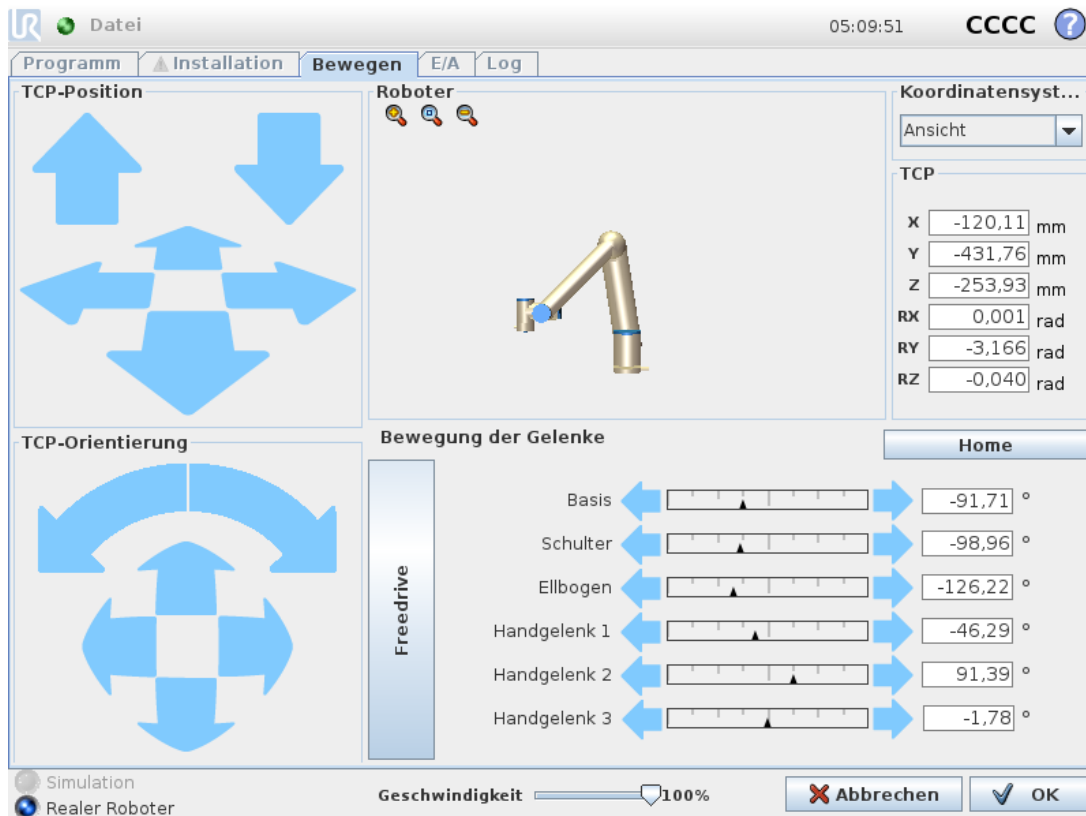 UR Datei 05:09:51 CCCC ?
Programm Installation Bewegen E/A Log
TCP-Position
Roboter
Koordinatensyst...
Ansicht
TCP
X -120,11 mm
Y -431,76 mm
Z -253,93 mm
RX 0,001 rad
RY -3,166 rad
RZ -0,040 rad
TCP-Orientierung
Bewegung der Gelenke
Home
Freedrive
Basis -91,71 °
Schulter -98,96 °
Ellbogen -126,22 °
Handgelenk 1 -46,29 °
Handgelenk 2 91,39 °
Handgelenk 3 -1,78 °
Simulation
Realer Roboter
Geschwindigkeit 100%
Abbrechen
OK